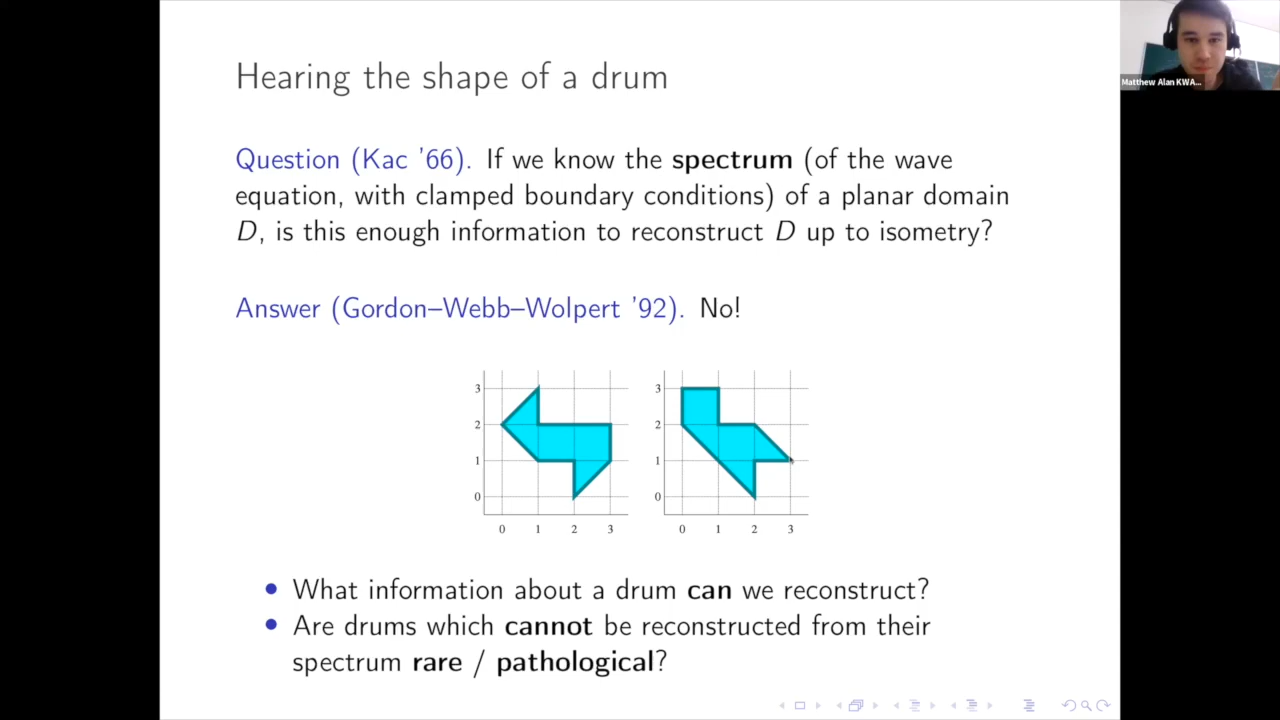 Hearing the shape of a drum
Matthew Alan KWA...
Question (Kac '66). If we know the spectrum (of the wave
equation, with clamped boundary conditions) of a planar domain
D, is this enough information to reconstruct D up to isometry?
Answer (Gordon–Webb–Wolpert '92). No!
3
2
1
0
0 1 2 3
3
2
1
0
0 1 2 3
• What information about a drum can we reconstruct?
• Are drums which cannot be reconstructed from their
spectrum rare / pathological?